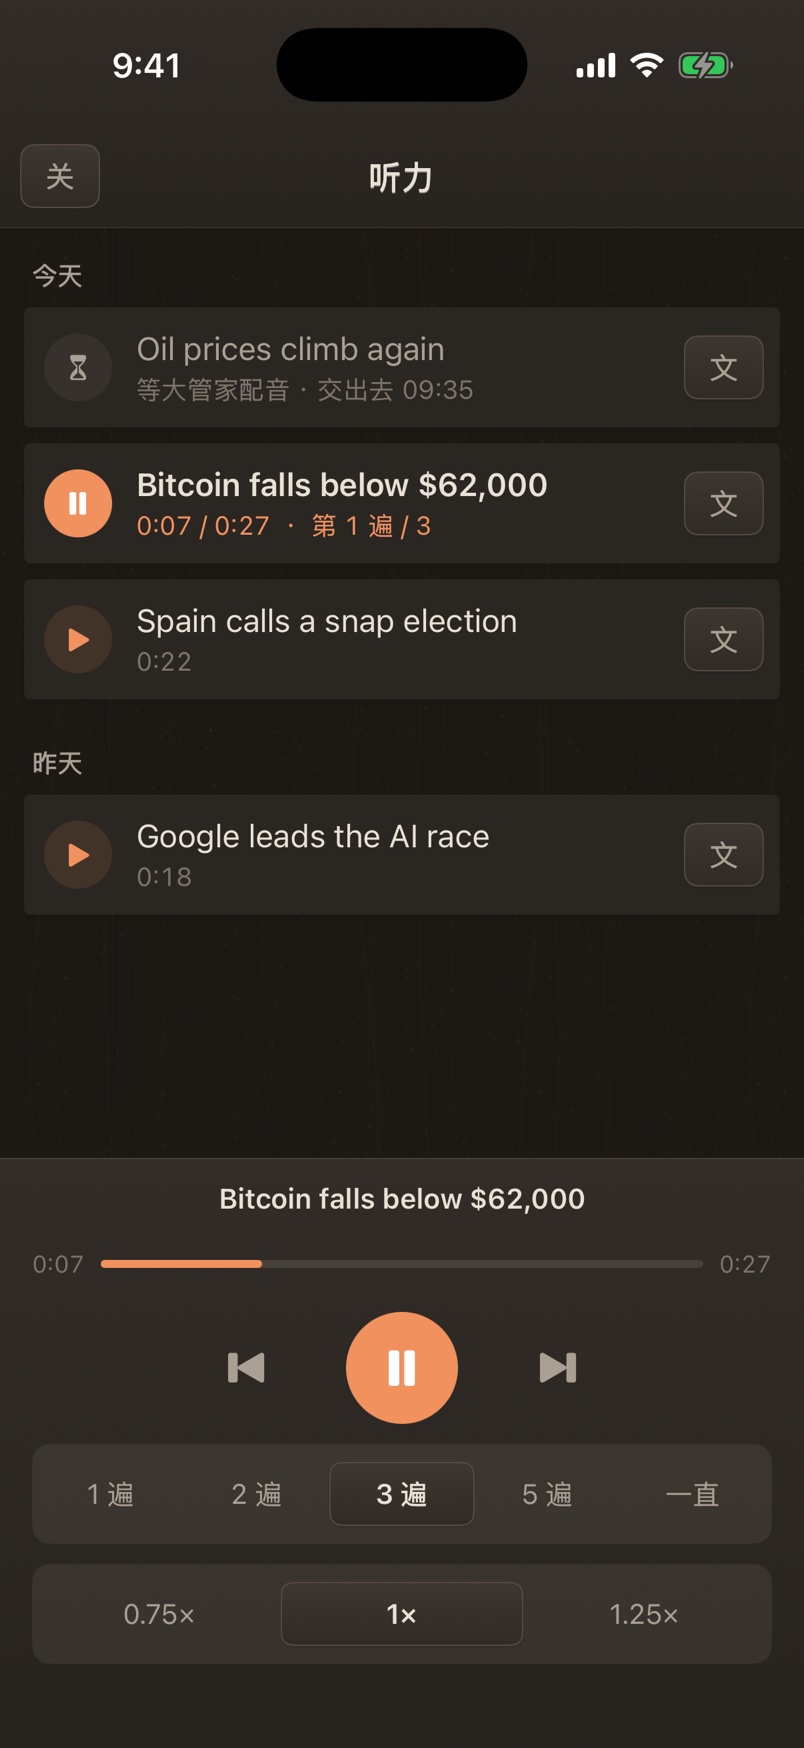 9:41
关
听力
今天
Oil prices climb again
等大管家配音 · 交出去 09:35
文
Bitcoin falls below $62,000
0:07 / 0:27 · 第 1 遍 / 3
文
Spain calls a snap election
0:22
文
昨天
Google leads the AI race
0:18
文
Bitcoin falls below $62,000
0:07 0:27
1 遍 2 遍 3 遍 5 遍 一直
0.75× 1× 1.25×